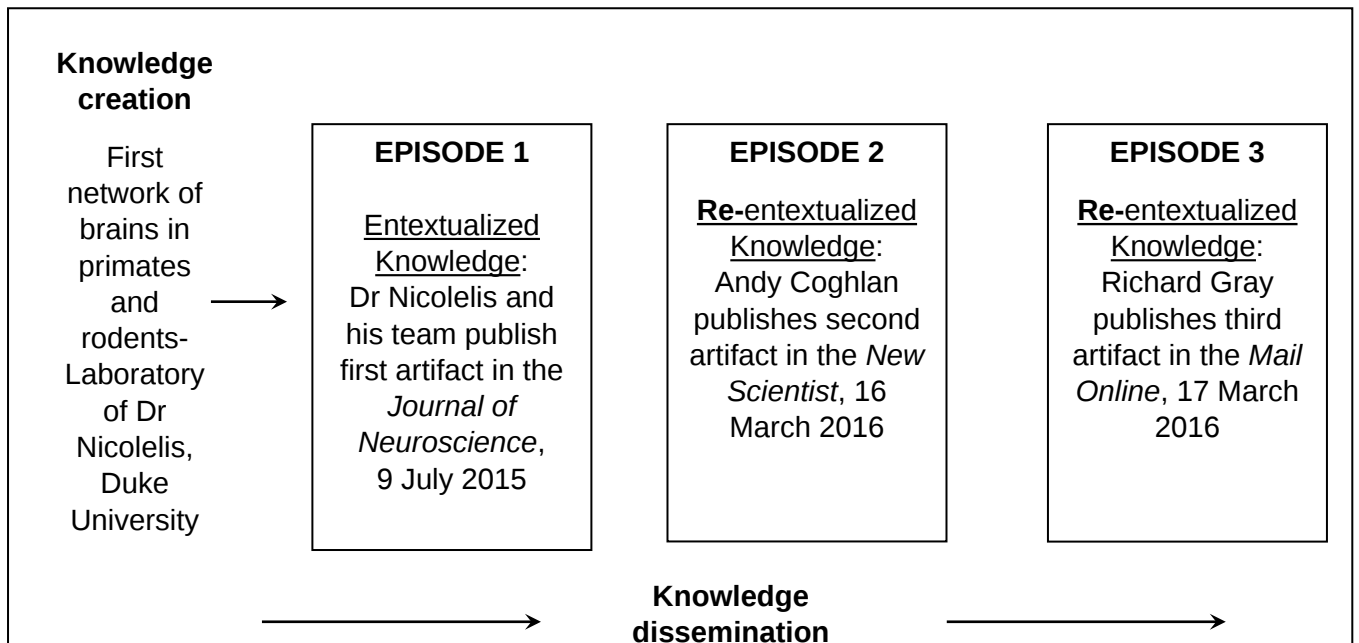 Knowledge
creation
First
network of
brains in
primates
and
rodents-
Laboratory
of Dr
Nicolelis,
Duke
University
EPISODE 1
Entextualized
Knowledge:
Dr Nicolelis and
his team publish
first artifact in the
Journal of
Neuroscience,
9 July 2015
EPISODE 2
Re-entextualized
Knowledge:
Andy Coghlan
publishes second
artifact in the New
Scientist, 16
March 2016
EPISODE 3
Re-entextualized
Knowledge:
Richard Gray
publishes third
artifact in the Mail
Online, 17 March
2016
Knowledge
dissemination